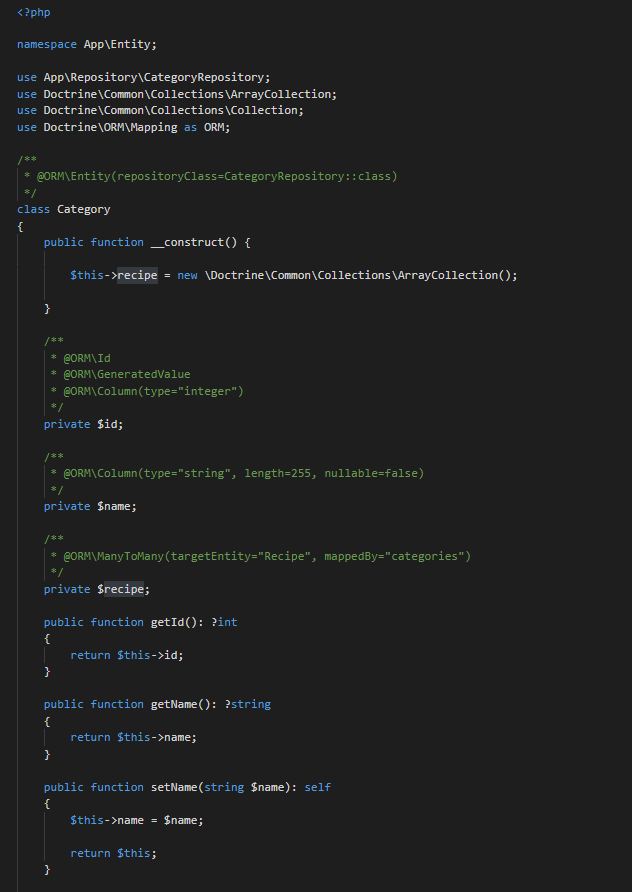 <?php
namespace App\Entity;
use App\Repository\CategoryRepository;
use Doctrine\Common\Collections\ArrayCollection;
use Doctrine\Common\Collections\Collection;
use Doctrine\ORM\Mapping as ORM;
/**
 * @ORM\Entity(repositoryClass=CategoryRepository::class)
 */
class Category
{
    public function __construct() {
        $this->recipe = new \Doctrine\Common\Collections\ArrayCollection();
    }
    /**
     * @ORM\Id
     * @ORM\GeneratedValue
     * @ORM\Column(type="integer")
     */
    private $id;
    /**
     * @ORM\Column(type="string", length=255, nullable=false)
     */
    private $name;
    /**
     * @ORM\ManyToMany(targetEntity="Recipe", mappedBy="categories")
     */
    private $recipe;
    public function getId(): ?int
    {
        return $this->id;
    }
    public function getName(): ?string
    {
        return $this->name;
    }
    public function setName(string $name): self
    {
        $this->name = $name;
        return $this;
    }